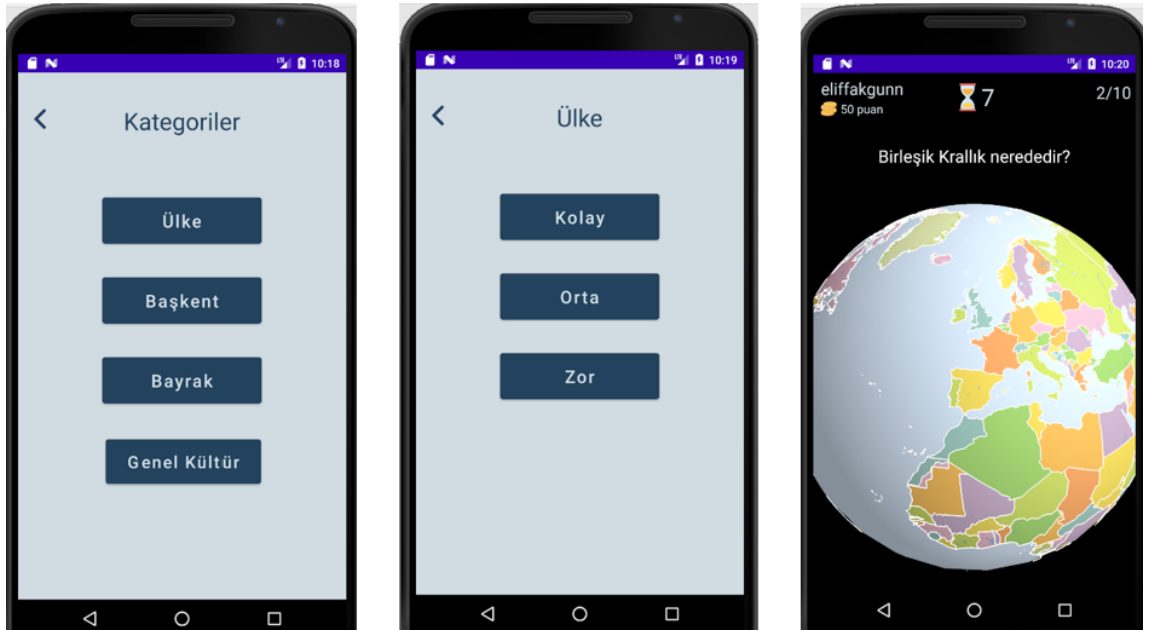 10:18
Kategoriler
Ülke
Başkent
Bayrak
Genel Kültür
10:19
Ülke
Kolay
Orta
Zor
10:20
eliffakgunn
50 puan
7
2/10
Birleşik Krallık nerededir?